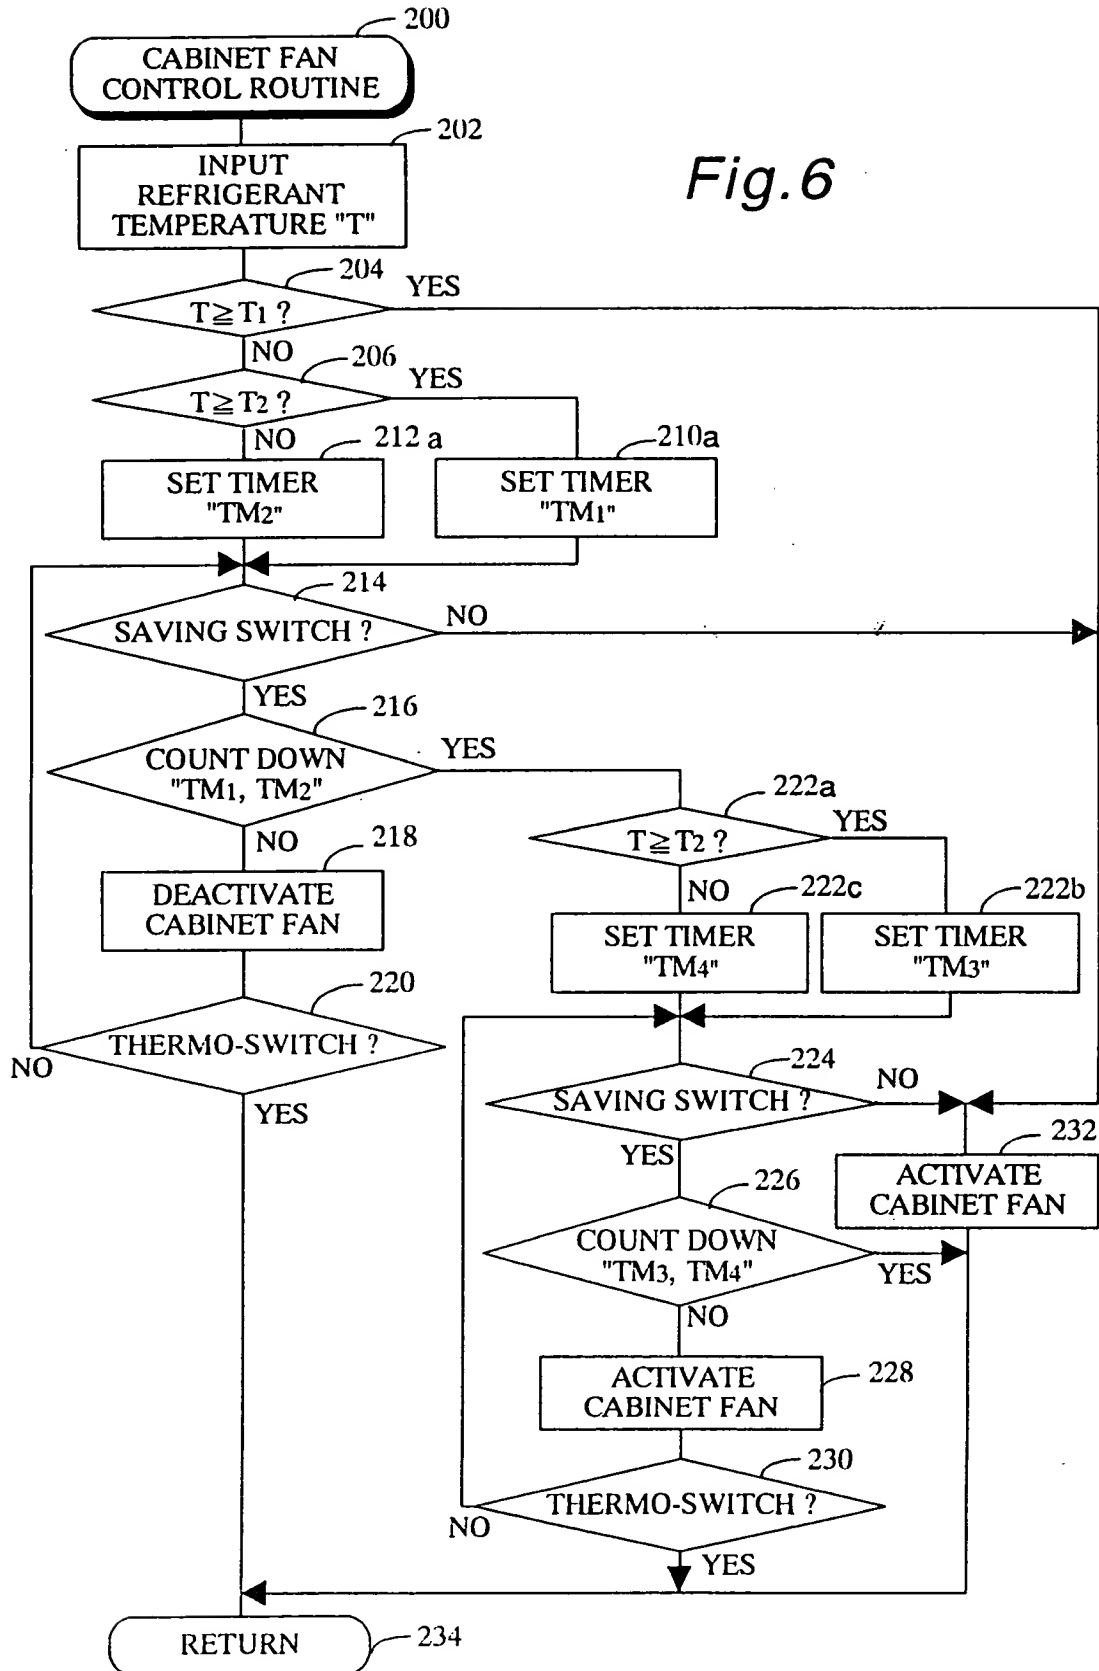 200
CABINET FAN
CONTROL ROUTINE
202
INPUT
REFRIGERANT
TEMPERATURE "T"
Fig.6
204
YES
T≧T1 ?
NO
206
YES
T≧T2 ?
NO
212a
210a
SET TIMER
"TM2"
SET TIMER
"TM1"
214
SAVING SWITCH ?
NO
YES
216
COUNT DOWN
"TM1, TM2"
YES
222a
T≧T2 ?
YES
NO
218
NO
222c
222b
DEACTIVATE
CABINET FAN
SET TIMER
"TM4"
SET TIMER
"TM3"
220
THERMO-SWITCH ?
NO
YES
224
SAVING SWITCH ?
NO
YES
232
ACTIVATE
CABINET FAN
226
COUNT DOWN
"TM3, TM4"
YES
NO
228
ACTIVATE
CABINET FAN
230
THERMO-SWITCH ?
NO
YES
RETURN
234